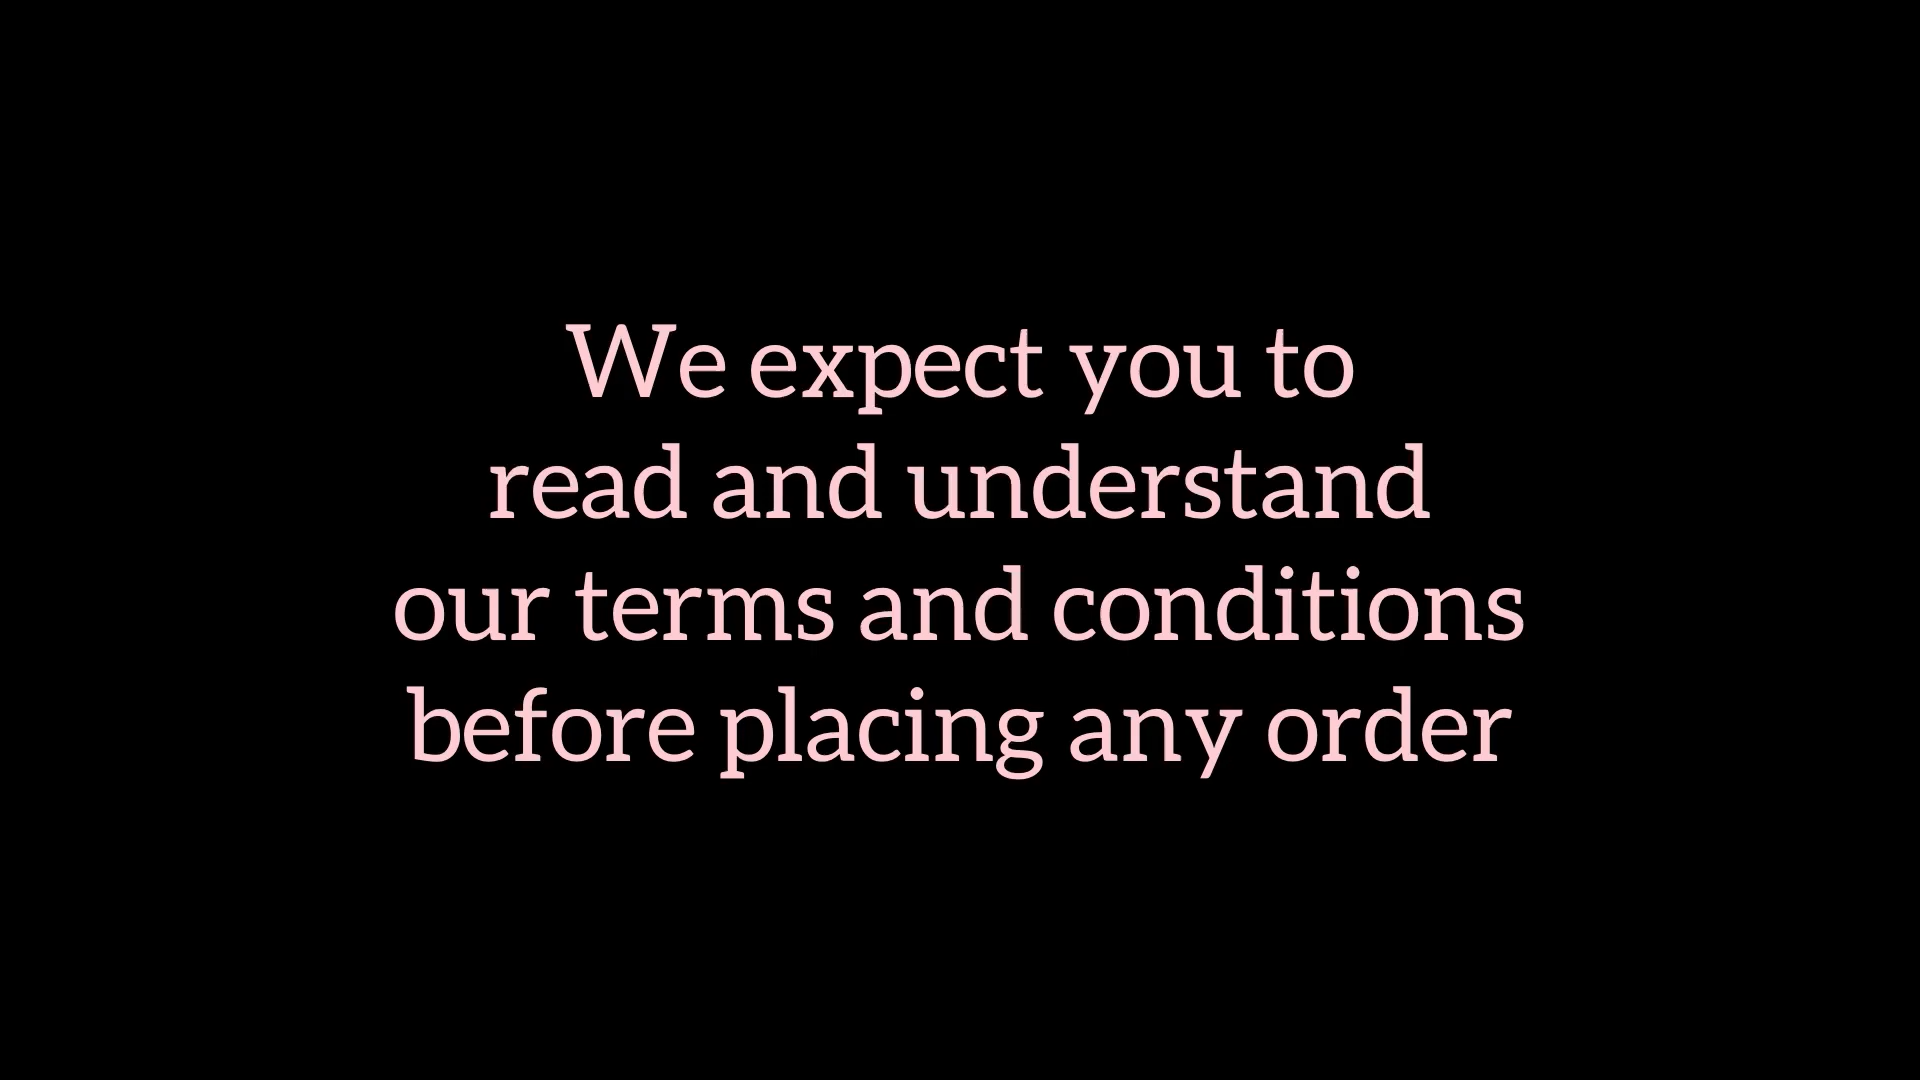 We expect you to
read and understand
our terms and conditions
before placing any order